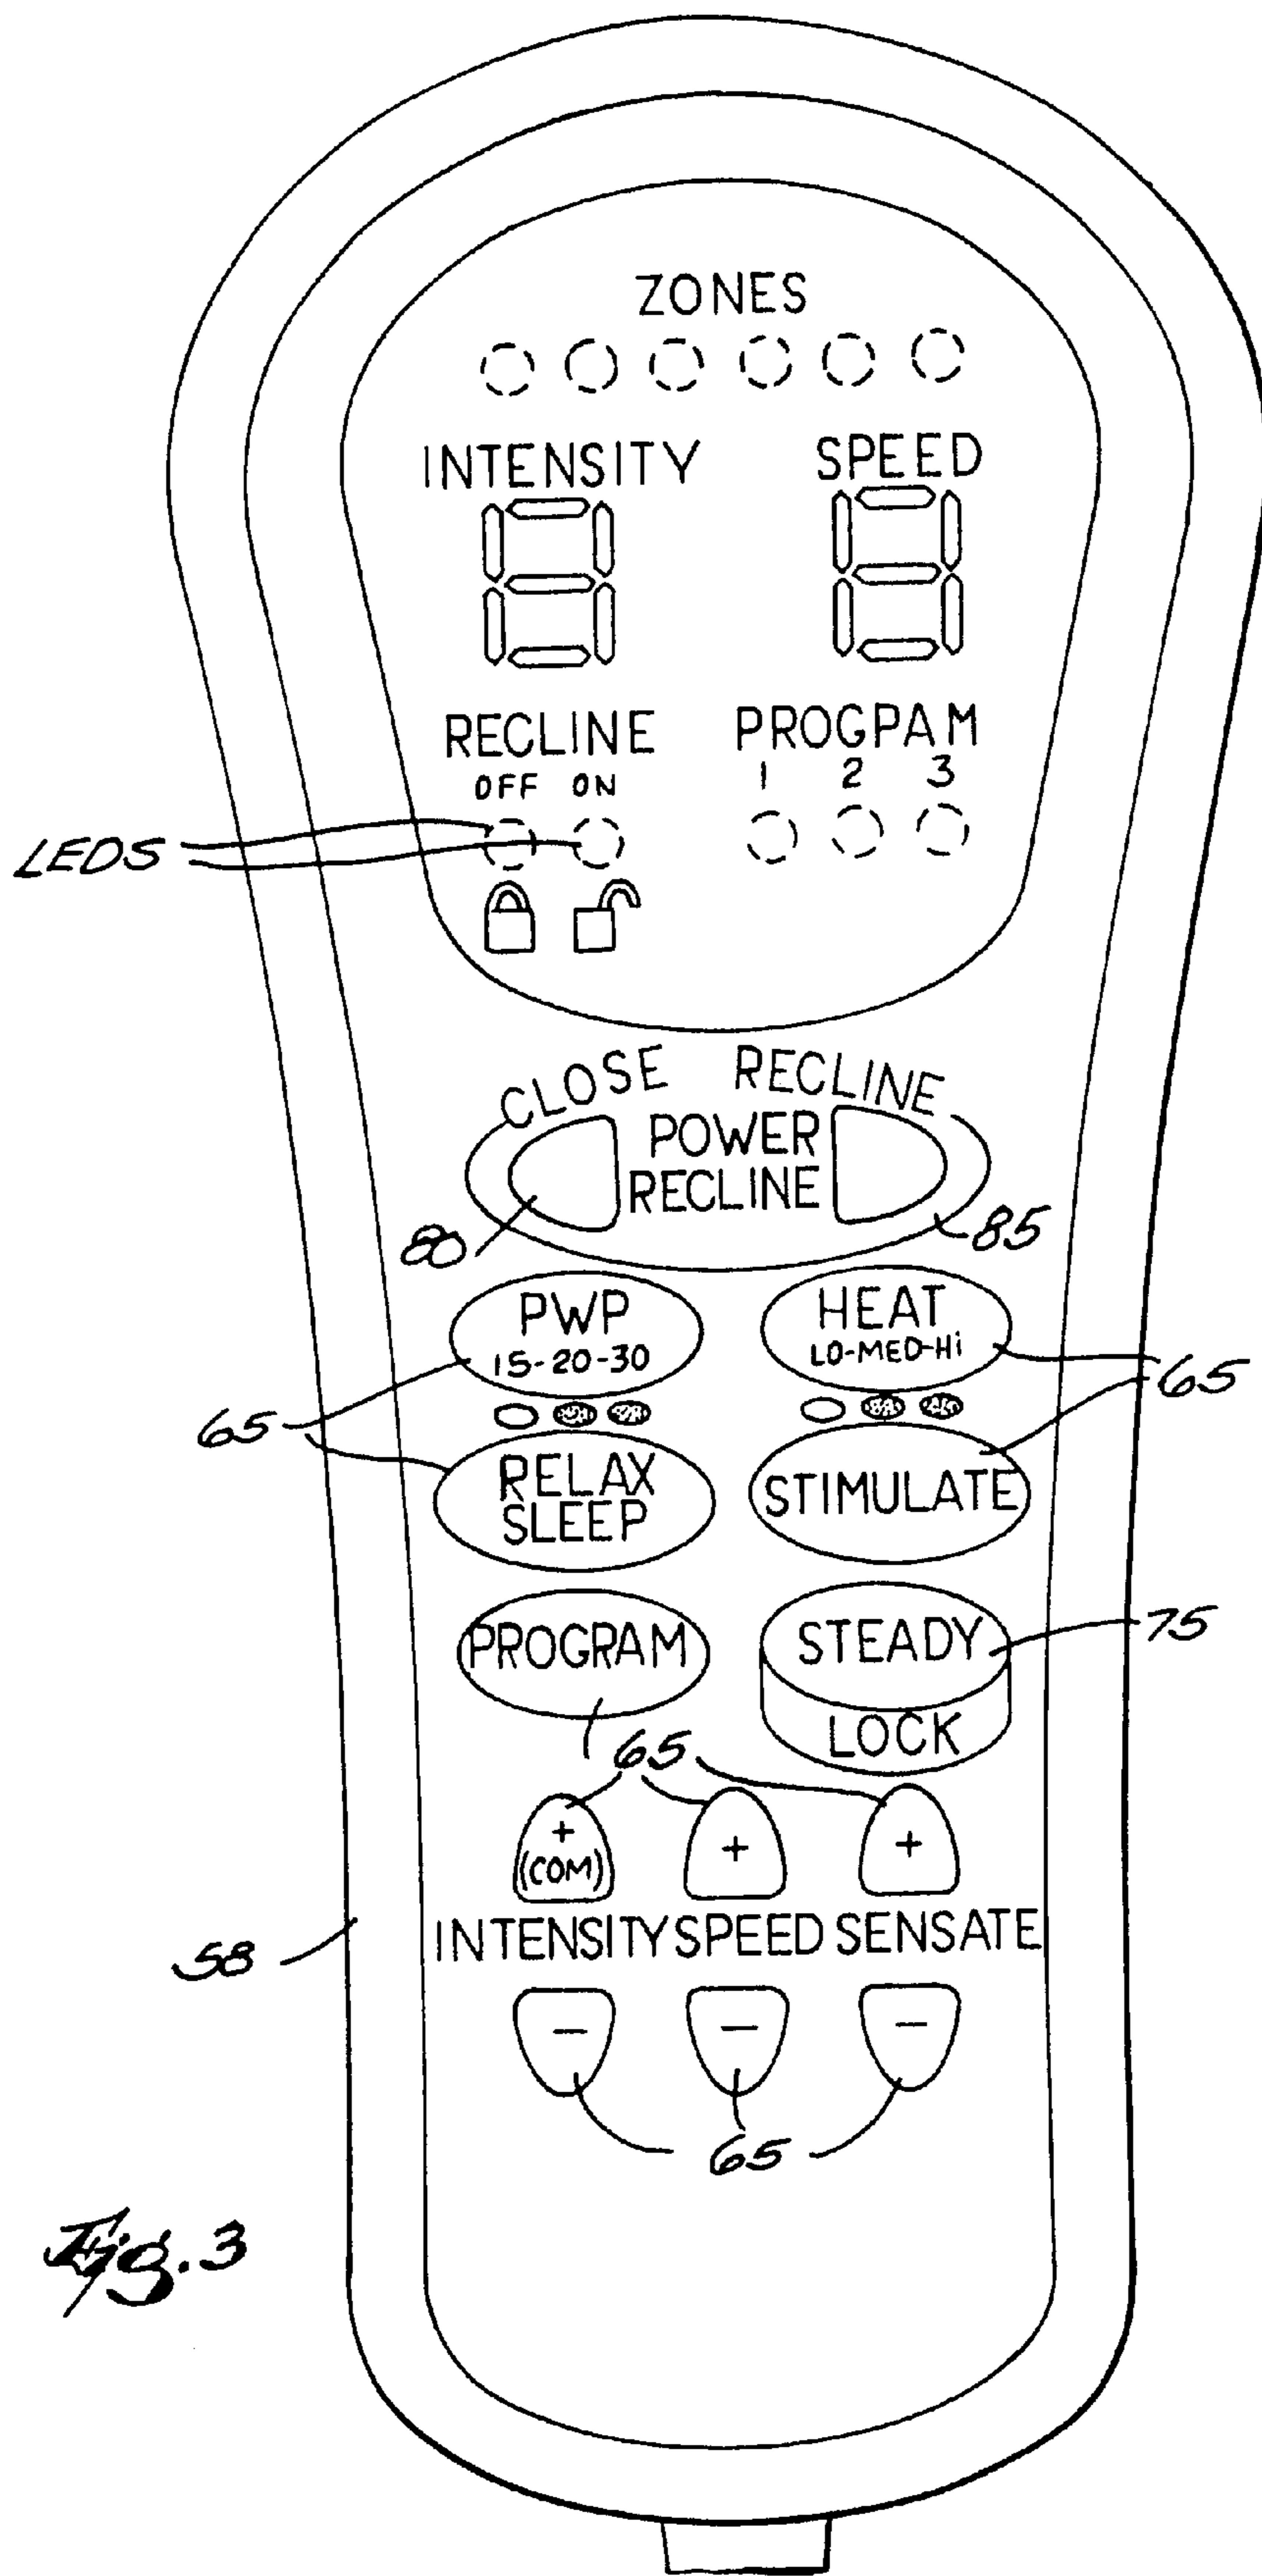 ZONES
INTENSITY SPEED
8 8
RECLINE PROGPAM
OFF ON 1 2 3
LEDS
CLOSE RECLINE
POWER
RECLINE
80 85
PWP HEAT
15-20-30 LO-MED-Hi
65 65
RELAX STIMULATE
SLEEP
PROGRAM STEADY 75
LOCK
65
+ + +
(COM)
INTENSITY SPEED SENSATE
58
− − −
65
Fig. 3